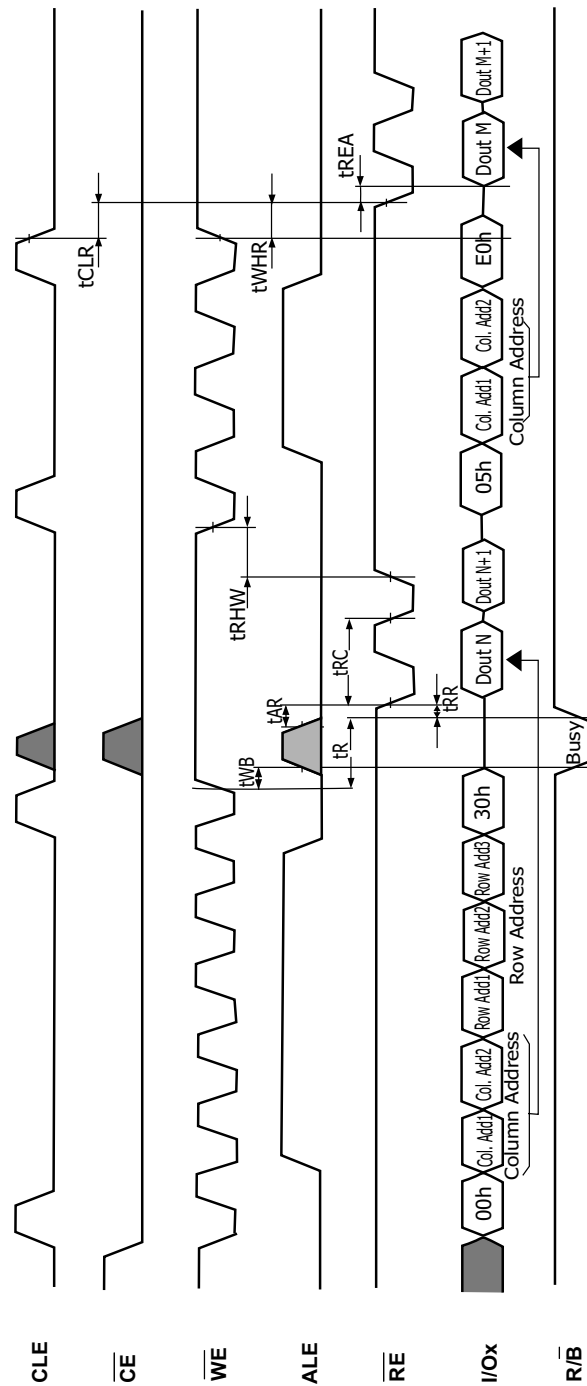 CLE
CE
WE
ALE
RE
I/Ox
R/B
tCLR
tWHR
tREA
tRHW
tRC
tAR
tRR
tR
tWB
00h
Col. Add1
Col. Add2
Row Add1
Row Add2
Row Add3
30h
Dout N
Dout N+1
05h
Col. Add1
Col. Add2
E0h
Dout M
Dout M+1
Column Address
Row Address
Column Address
Busy